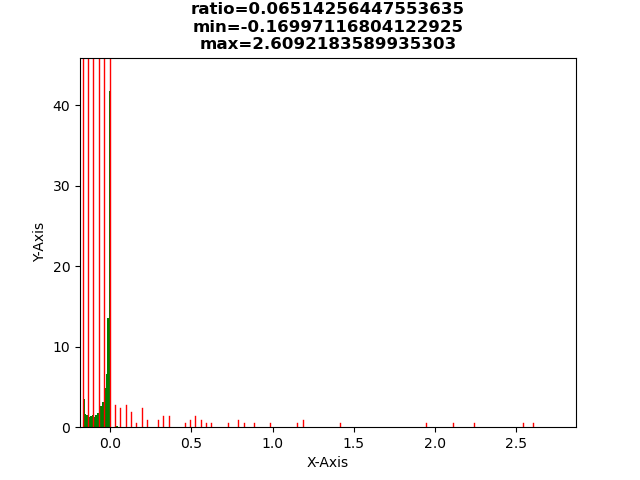 ratio=0.06514256447553635
min=-0.16997116804122925
max=2.6092183589935303
40
30
20
10
0
Y-Axis
0.0 0.5 1.0 1.5 2.0 2.5
X-Axis